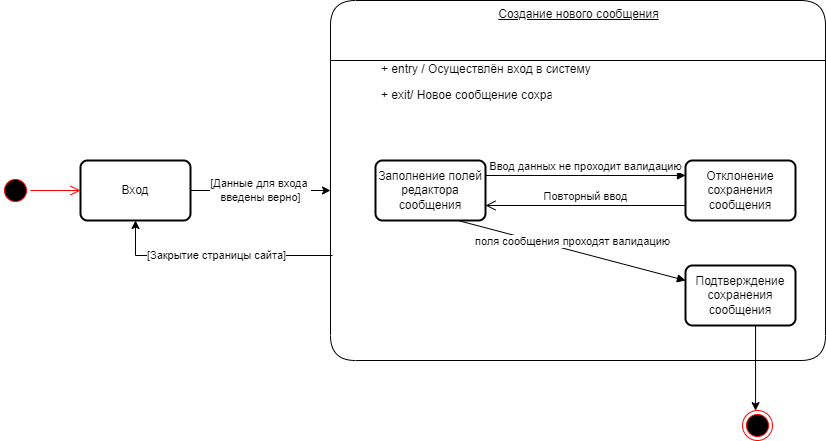 Создание нового сообщения
+ entry / Осуществлён вход в систему
+ exit/ Новое сообщение сохра
Вход
[Данные для входа
введены верно]
[Закрытие страницы сайта]
Заполнение полей
редактора
сообщения
Ввод данных не проходит валидацию
Повторный ввод
Отклонение
сохранения
сообщения
поля сообщения проходят валидацию
Подтверждение
сохранения
сообщения